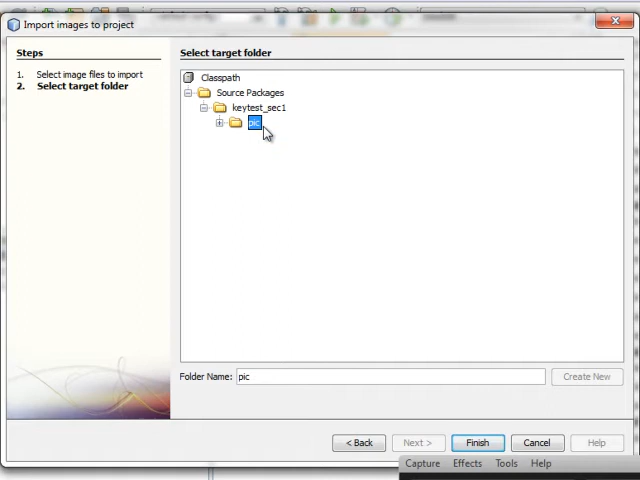 Import images to project
Steps
1. Select image files to import
2. Select target folder
Select target folder
Classpath
Source Packages
keytest_sec1
pic
Folder Name: pic
Create New
< Back
Next >
Finish
Cancel
Help
Capture Effects Tools Help